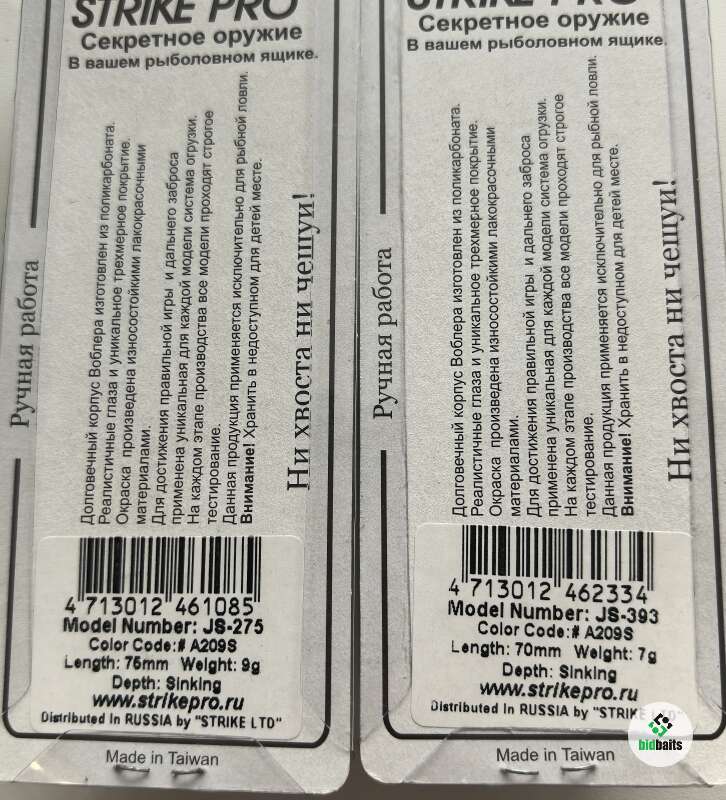 STRIKE PRO
Секретное оружие
В вашем рыболовном ящике.
Ручная работа
Долговечный корпус Воблера изготовлен из поликарбоната.
Реалистичные глаза и уникальное трехмерное покрытие.
Окраска произведена износостойкими лакокрасочными
материалами.
Для достижения правильной игры и дальнего заброса
применена уникальная для каждой модели система огрузки.
На каждом этапе производства все модели проходят строгое
тестирование.
Данная продукция применяется исключительно для рыбной ловли.
Внимание! Хранить в недоступном для детей месте.
Ни хвоста ни чешуи!
4 713012 461085
Model Number: JS-275
Color Code:# A209S
Length: 75mm Weight: 9g
Depth: Sinking
www.strikepro.ru
Distributed in RUSSIA by "STRIKE LTD"
Made in Taiwan
STRIKE PRO
Секретное оружие
В вашем рыболовном ящике.
Ручная работа
Долговечный корпус Воблера изготовлен из поликарбоната.
Реалистичные глаза и уникальное трехмерное покрытие.
Окраска произведена износостойкими лакокрасочными
материалами.
Для достижения правильной игры и дальнего заброса
применена уникальная для каждой модели система огрузки.
На каждом этапе производства все модели проходят строгое
тестирование.
Данная продукция применяется исключительно для рыбной ловли.
Внимание! Хранить в недоступном для детей месте.
Ни хвоста ни чешуи!
4 713012 462334
Model Number: JS-393
Color Code:# A209S
Length: 70mm Weight: 7g
Depth: Sinking
www.strikepro.ru
Distributed in RUSSIA by "STRIKE LTD"
Made in Taiwan
bidbaits